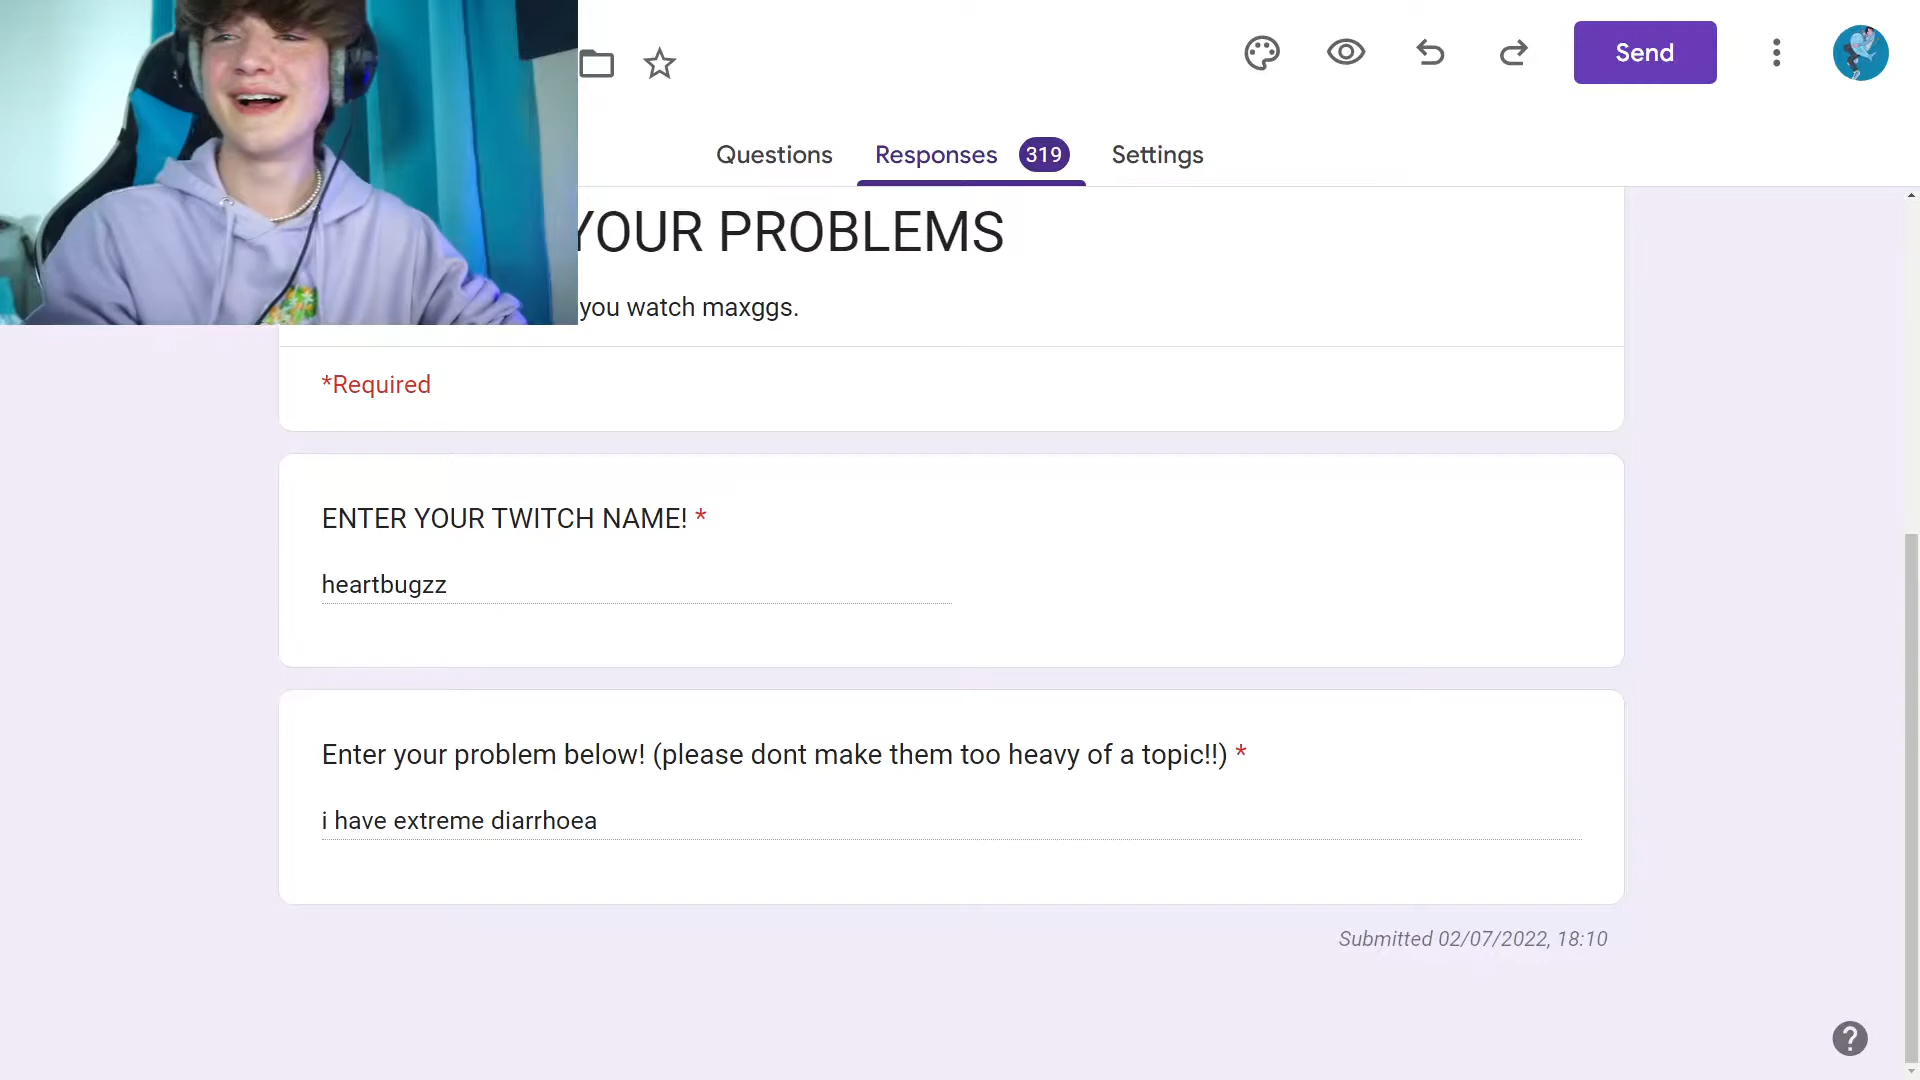 Send
Questions
Responses 319
Settings
YOUR PROBLEMS
you watch maxggs.
*Required
ENTER YOUR TWITCH NAME! *
heartbugzz
Enter your problem below! (please dont make them too heavy of a topic!!) *
i have extreme diarrhoea
Submitted 02/07/2022, 18:10